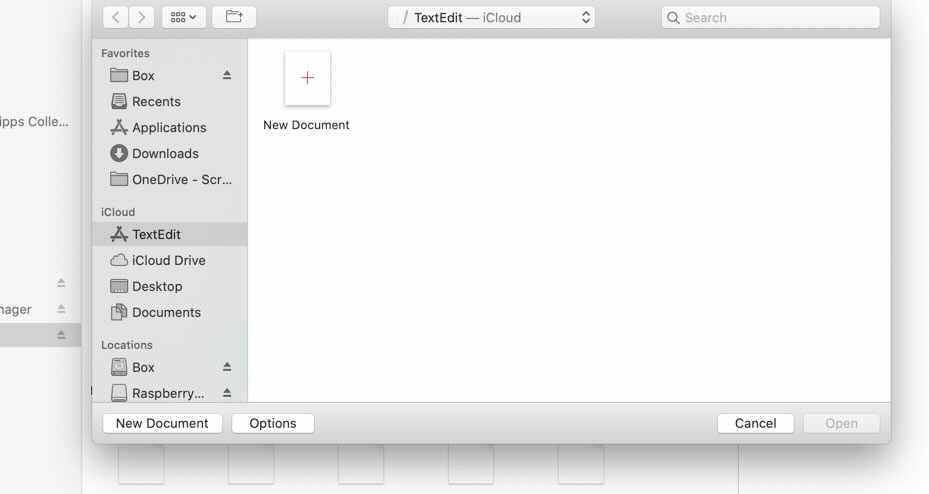 TextEdit — iCloud
Search
Favorites
Box
Recents
Applications
Downloads
OneDrive - Scr...
iCloud
TextEdit
iCloud Drive
Desktop
Documents
Locations
Box
Raspberry...
New Document
ipps Colle...
nager
New Document
Options
Cancel
Open